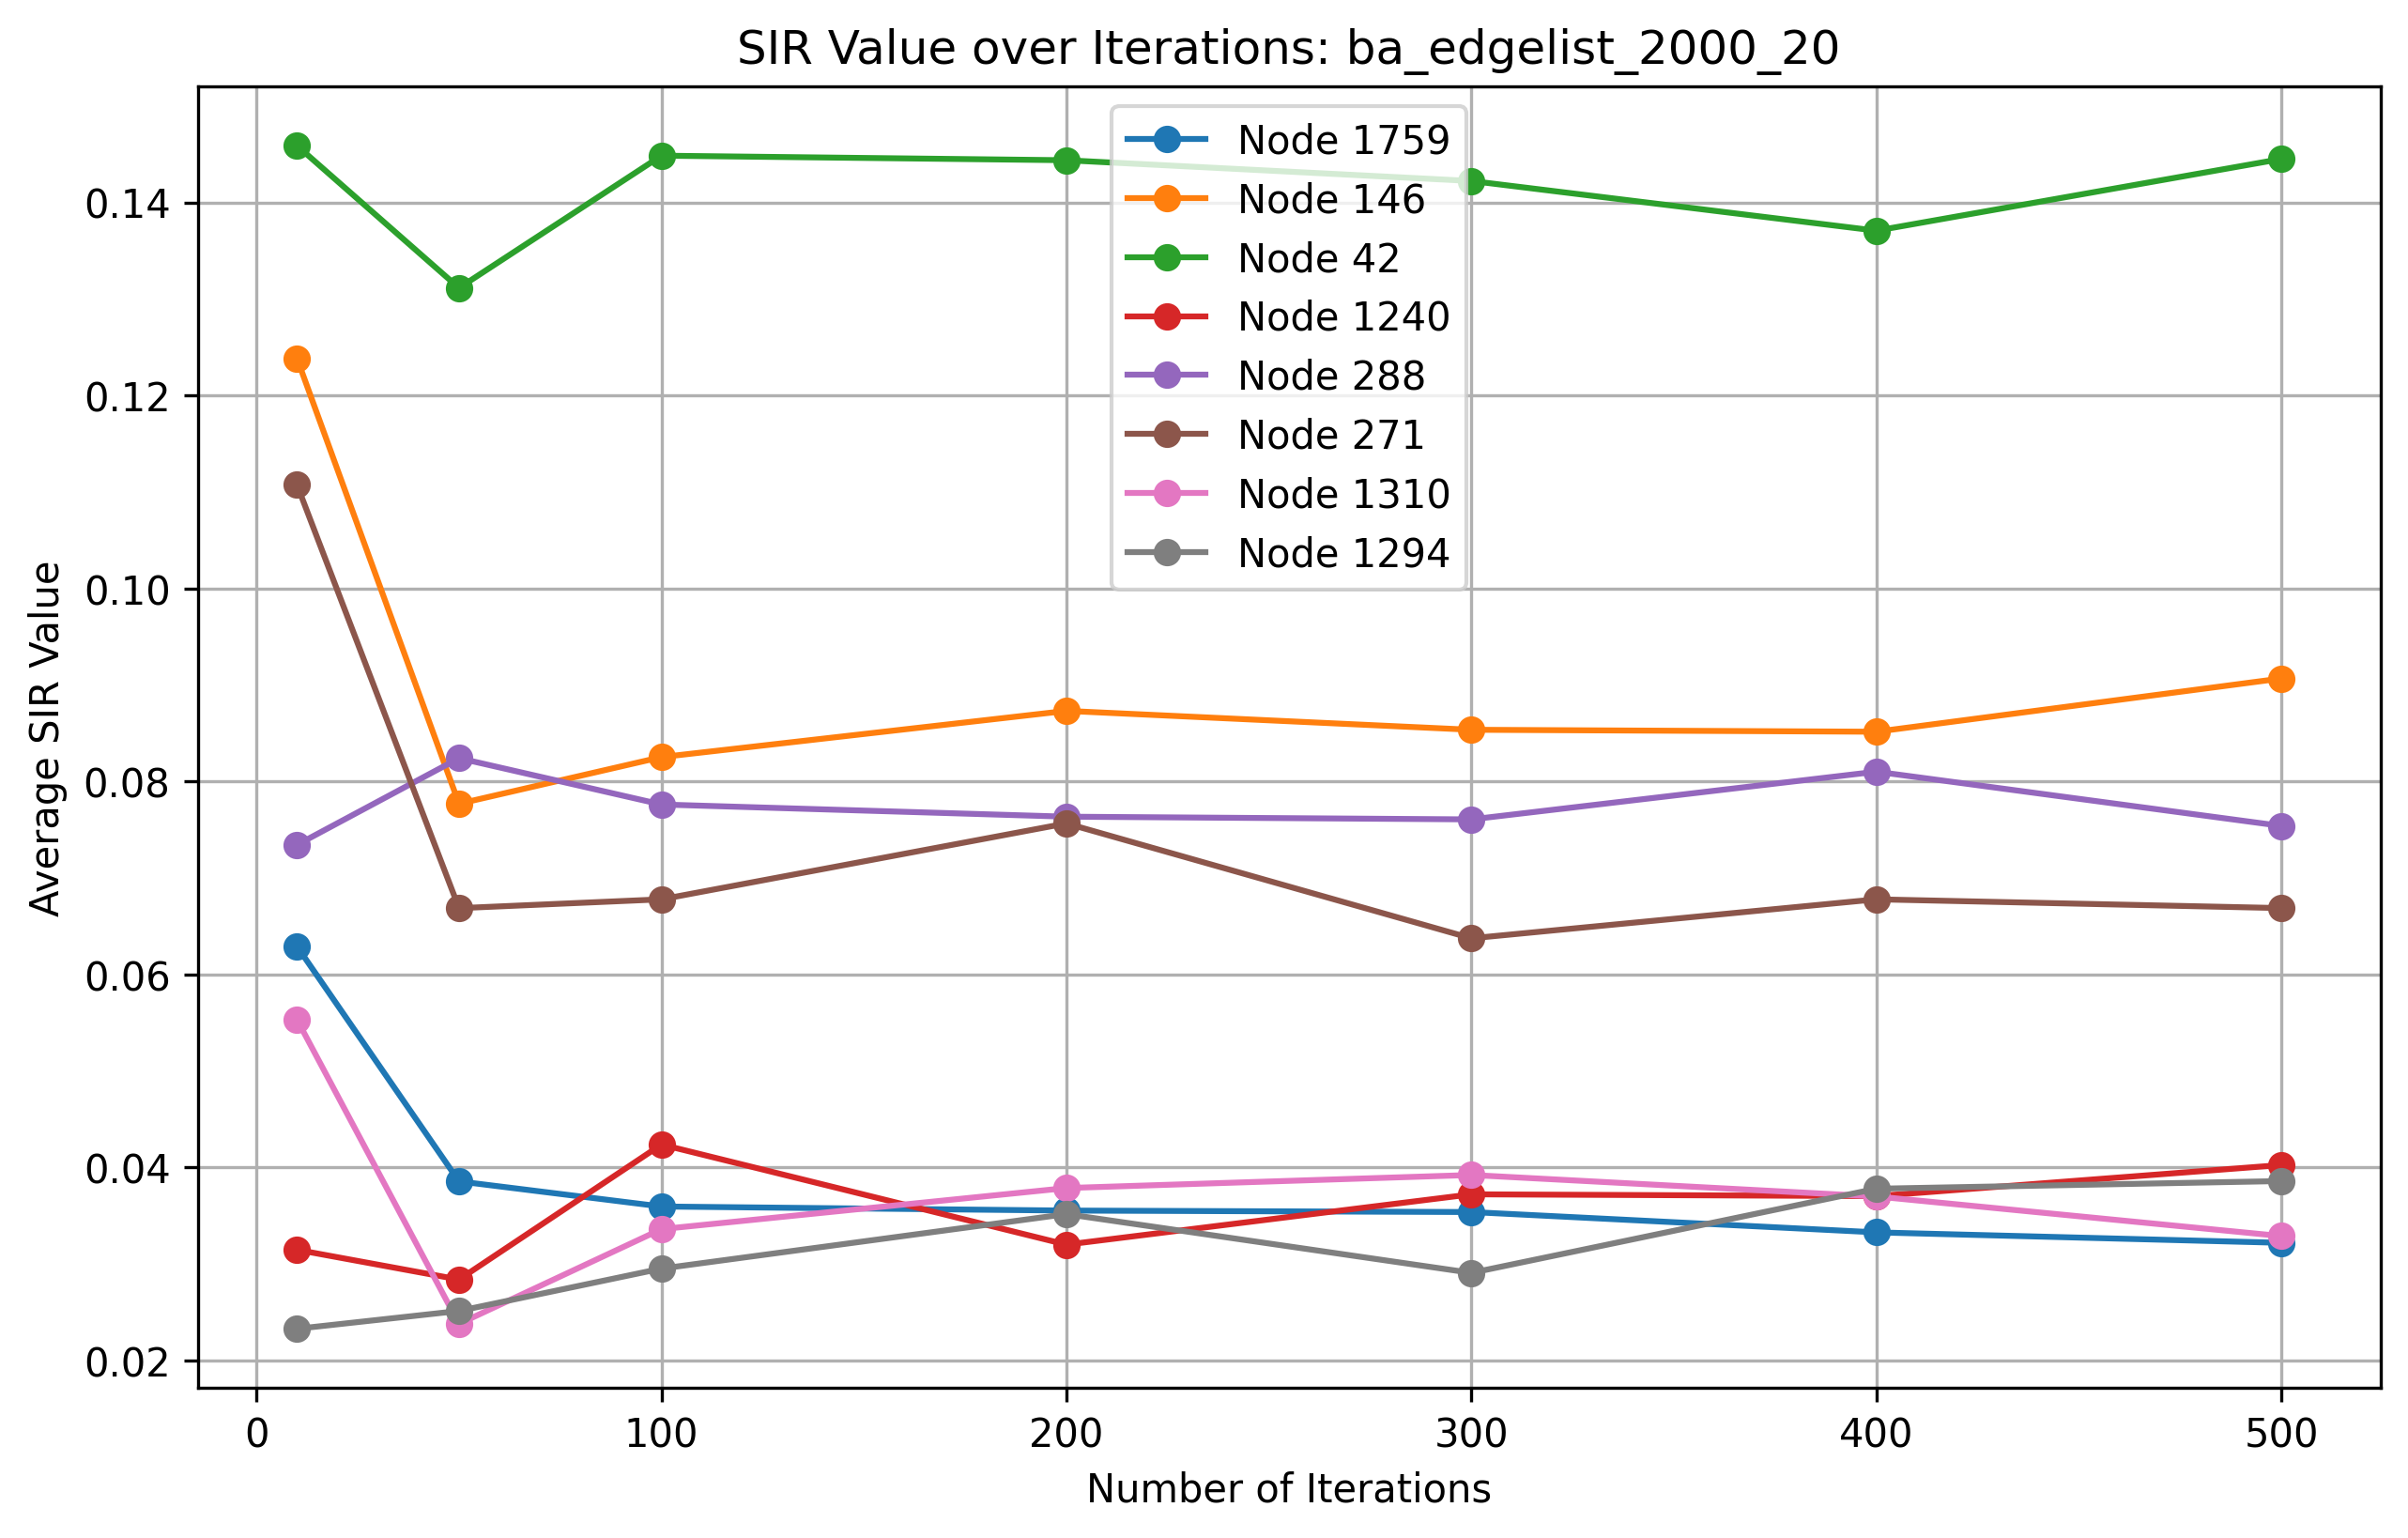 SIR Value over Iterations: ba_edgelist_2000_20
Node 1759
Node 146
Node 42
Node 1240
Node 288
Node 271
Node 1310
Node 1294
Average SIR Value
0.14
0.12
0.10
0.08
0.06
0.04
0.02
0 100 200 300 400 500
Number of Iterations